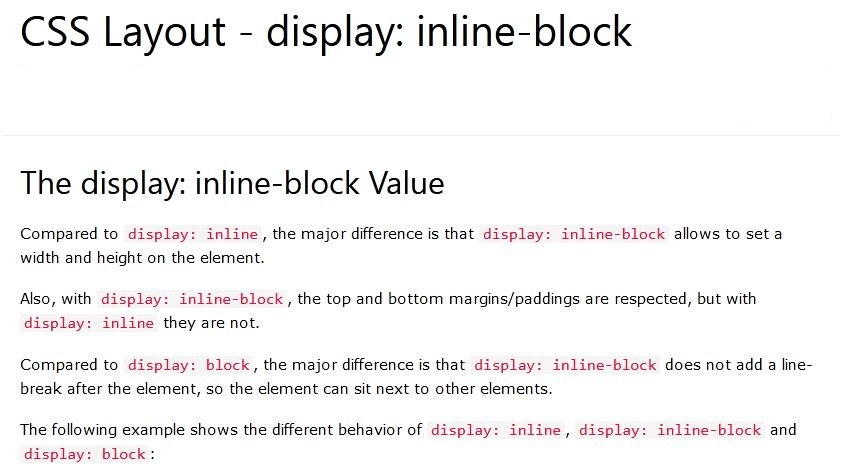 CSS Layout - display: inline-block
The display: inline-block Value
Compared to display: inline, the major difference is that display: inline-block allows to set a
width and height on the element.
Also, with display: inline-block, the top and bottom margins/paddings are respected, but with
display: inline they are not.
Compared to display: block, the major difference is that display: inline-block does not add a line-
break after the element, so the element can sit next to other elements.
The following example shows the different behavior of display: inline, display: inline-block and
display: block: